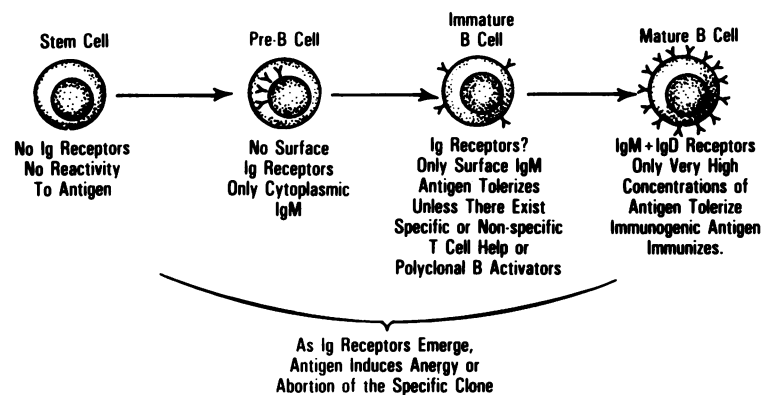 Stem Cell
No Ig Receptors
No Reactivity
To Antigen
Pre-B Cell
No Surface
Ig Receptors
Only Cytoplasmic
IgM
Immature
B Cell
Ig Receptors?
Only Surface IgM
Antigen Tolerizes
Unless There Exist
Specific or Non-specific
T Cell Help or
Polyclonal B Activators
Mature B Cell
IgM + IgD Receptors
Only Very High
Concentrations of
Antigen Tolerize
Immunogenic Antigen
Immunizes.
As Ig Receptors Emerge,
Antigen Induces Anergy or
Abortion of the Specific Clone